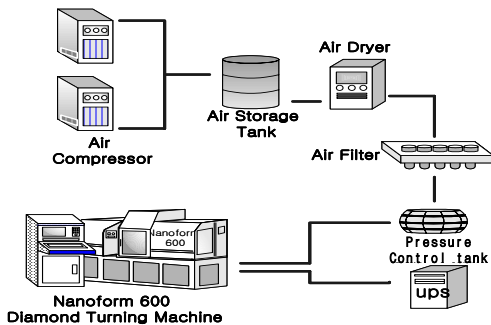 Air Dryer
Air Storage
Tank
Air
Compressor
Air Filter
Nanoform
600
Pressure
Control tank
ups
Nanoform 600
Diamond Turning Machine